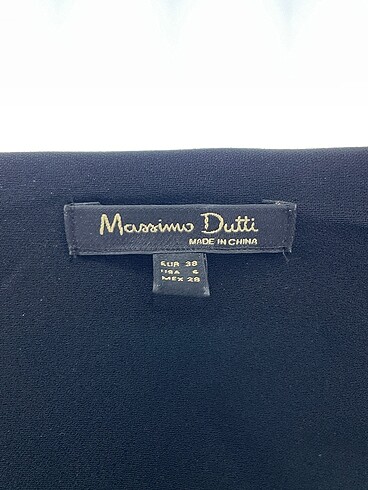 Massimo Dutti
MADE IN CHINA
EUR 38
USA 6
MEX 28